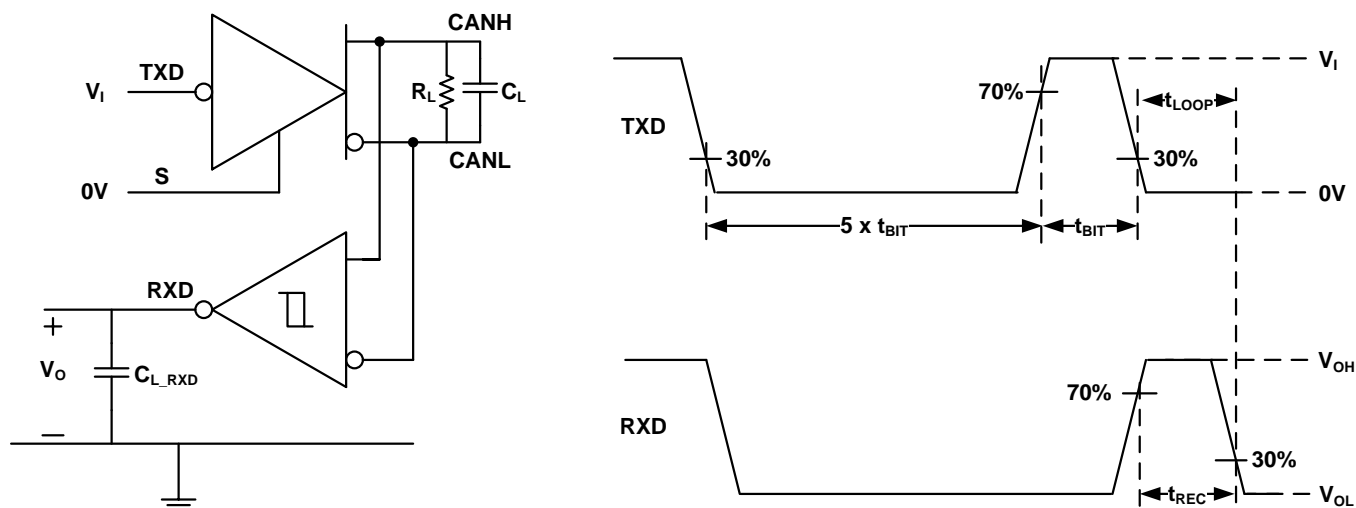 CANH
TXD
V_I
R_L
C_L
CANL
S
0V
RXD
+
V_O
C_L_RXD
—
V_I
70%
t_LOOP
TXD
30%
30%
0V
5 x t_BIT
t_BIT
V_OH
70%
RXD
30%
t_REC
V_OL